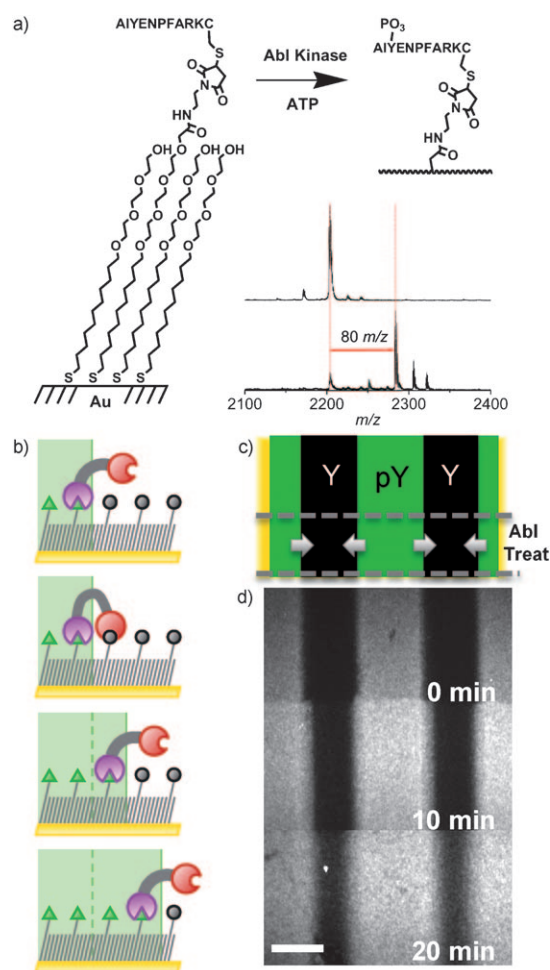 a)
AIYENPFARKC
S
O
N
O
HN
O
OH
O
OH
OH
O O O O
O O O O
O O O O
S S S S
Au
Abl Kinase
ATP
PO3
AIYENPFARKC
S
O
N
O
HN
O
80 m/z
2100 2200 2300 2400
m/z
b)
c)
Y pY Y
Abl
Treat
d)
0 min
10 min
20 min